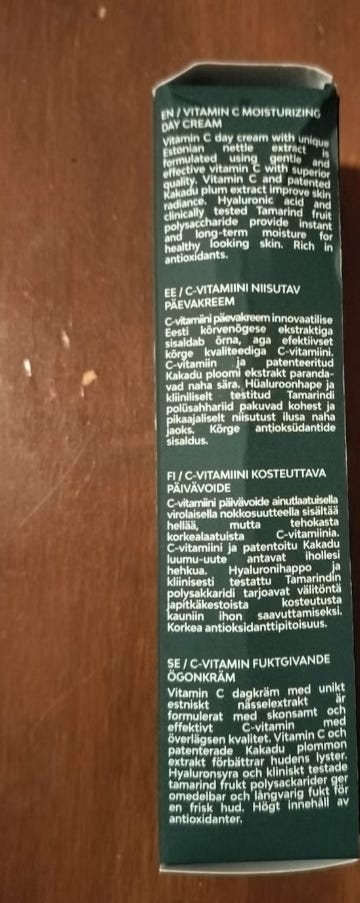 EN / VITAMIN C MOISTURIZING
DAY CREAM
Vitamin C day cream with unique
Estonian nettle extract is
formulated using gentle and
effective vitamin C with superior
quality. Vitamin C and patented
Kakadu plum extract improve skin
radiance. Hyaluronic acid and
clinically tested Tamarind fruit
polysaccharide provide instant
and long-term moisture for
healthy looking skin. Rich in
antioxidants.
EE / C-VITAMIINI NIISUTAV
PÄEVAKREEM
C-vitamiini päevakreem innovaatilise
Eesti kõrvenõgese ekstraktiga
sisaldab õrna, aga efektiivset
kõrge kvaliteediga C-vitamiini.
C-vitamiin ja patenteeritud
Kakadu ploomi ekstrakt paranda-
vad naha sära. Hüaluroonhape ja
kliiniliselt testitud Tamarindi
polüsahhariid pakuvad kohest ja
pikaajaliselt niisutust ilusa naha
jaoks. Kõrge antioksüdantide
sisaldus.
FI / C-VITAMIINI KOSTEUTTAVA
PÄIVÄVOIDE
C-vitamiini päivävoide ainutlaatuisella
virolaisella nokkosuutteella sisältää
hellää, mutta tehokasta
korkealaatuista C-vitamiinia.
C-vitamiini ja patentoitu Kakadu
luumu-uute antavat ihollesi
hehkua. Hyaluronihappo ja
kliinisesti testattu Tamarindin
polysakkaridi tarjoavat välitöntä
japitkäkestoista kosteutusta
kauniin ihon saavuttamiseksi.
Korkea antioksidanttipitoisuus.
SE / C-VITAMIN FUKTGIVANDE
ÖGONKRÄM
Vitamin C dagkräm med unikt
estniskt nässelextrakt är
formulerat med skonsamt och
effektivt C-vitamin med
överlägsen kvalitet. Vitamin C och
patenterade Kakadu plommon
extrakt förbättrar hudens lyster.
Hyaluronsyra och kliniskt testade
tamarind frukt polysackarider ger
omedelbar och långvarig fukt för
en frisk hud. Högt innehåll av
antioxidanter.